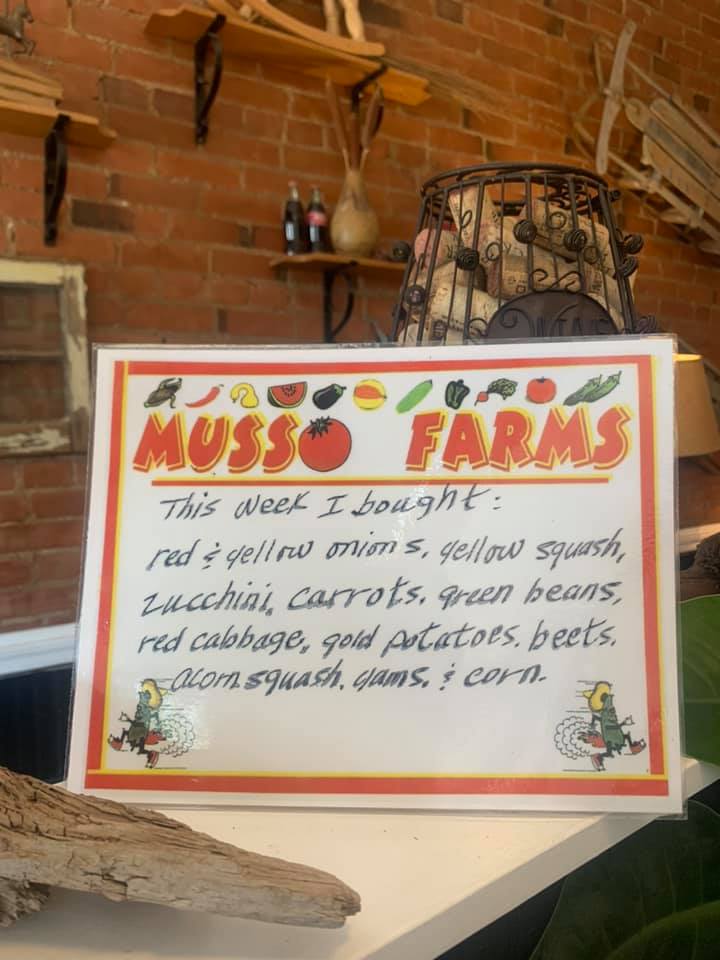 MUSSO FARMS
This week I bought:
red & yellow onions, yellow squash,
zucchini, carrots, green beans,
red cabbage, gold potatoes, beets,
acorn squash, yams, & corn.